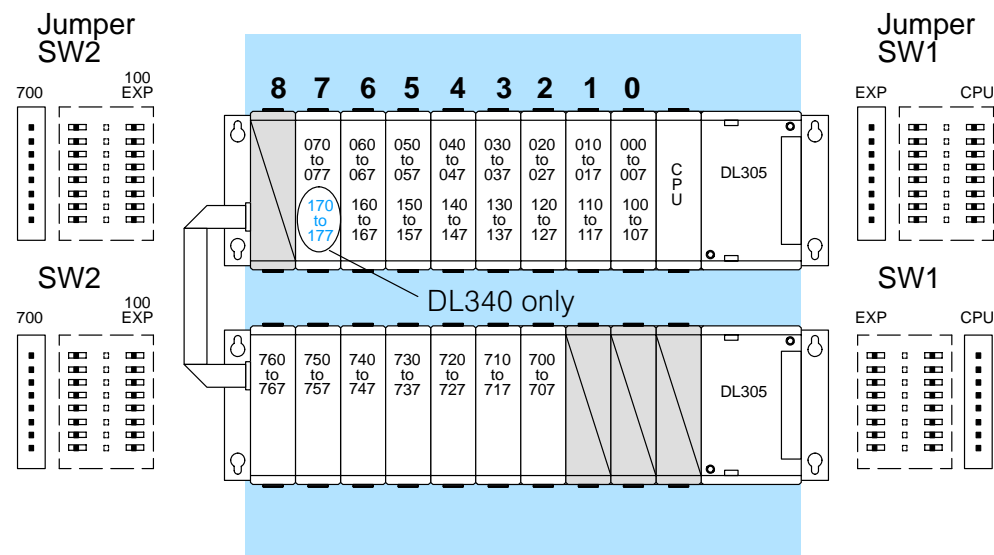 Jumper
SW2
Jumper
SW1
700
100
EXP
EXP
CPU
8 7 6 5 4 3 2 1 0
070
to
077
060
to
067
050
to
057
040
to
047
030
to
037
020
to
027
010
to
017
000
to
007
170
to
177
160
to
167
150
to
157
140
to
147
130
to
137
120
to
127
110
to
117
100
to
107
C
P
U
DL305
DL340 only
SW2
SW1
700
100
EXP
EXP
CPU
760
to
767
750
to
757
740
to
747
730
to
737
720
to
727
710
to
717
700
to
707
DL305